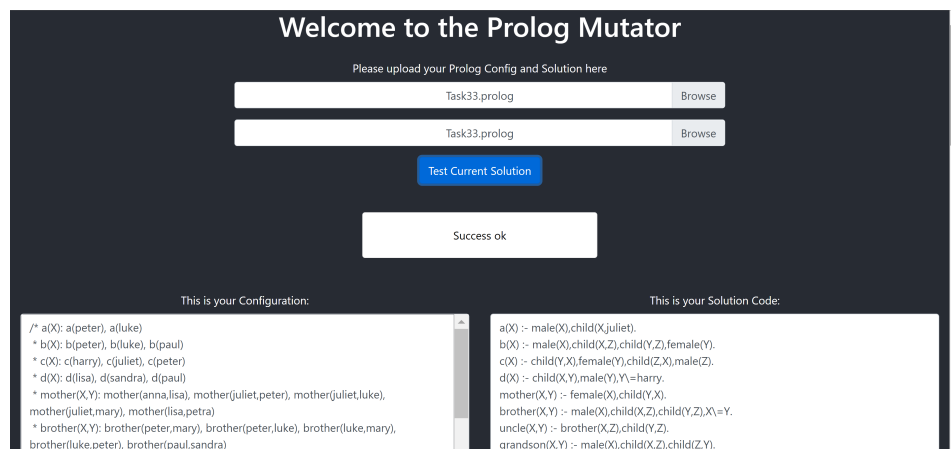 Welcome to the Prolog Mutator
Please upload your Prolog Config and Solution here
Task33.prolog Browse
Task33.prolog Browse
Test Current Solution
Success ok
This is your Configuration:
/* a(X): a(peter), a(luke)
* b(X): b(peter), b(luke), b(paul)
* c(X): c(harry), c(juliet), c(peter)
* d(X): d(lisa), d(sandra), d(paul)
* mother(X,Y): mother(anna,lisa), mother(juliet,peter), mother(juliet,luke),
mother(juliet,mary), mother(lisa,petra)
* brother(X,Y): brother(peter,mary), brother(peter,luke), brother(luke,mary),
brother(luke,peter), brother(paul,sandra)
This is your Solution Code:
a(X) :- male(X),child(X,juliet).
b(X) :- male(X),child(X,Z),child(Y,Z),female(Y).
c(X) :- child(Y,X),female(Y),child(Z,X),male(Z).
d(X) :- child(X,Y),male(Y),Y\=harry.
mother(X,Y) :- female(X),child(Y,X).
brother(X,Y) :- male(X),child(X,Z),child(Y,Z),X\=Y.
uncle(X,Y) :- brother(X,Z),child(Y,Z).
grandson(X,Y) :- male(X),child(X,Z),child(Z,Y).